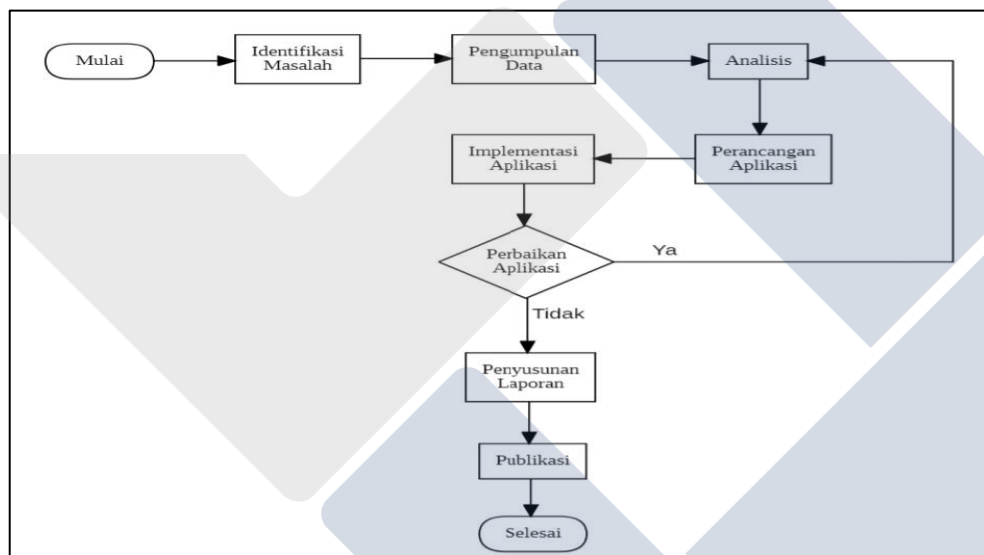 Mulai
Identifikasi
Masalah
Pengumpulan
Data
Analisis
Implementasi
Aplikasi
Perancangan
Aplikasi
Perbaikan
Aplikasi
Ya
Tidak
Penyusunan
Laporan
Publikasi
Selesai